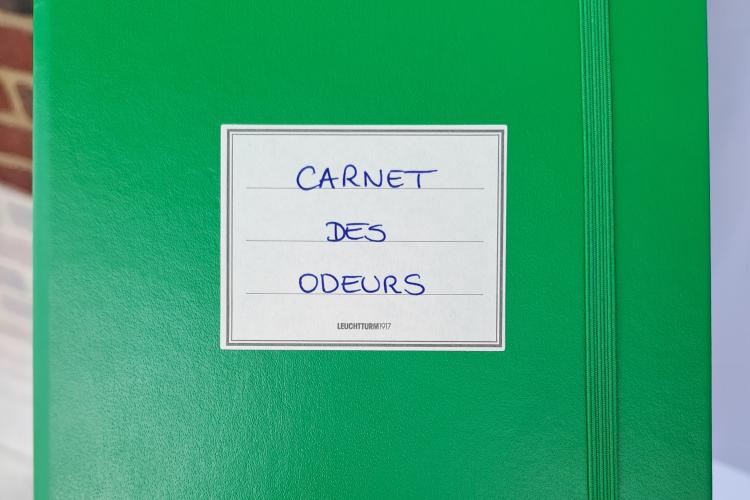 CARNET
DES
ODEURS
LEUCHTTURM1917